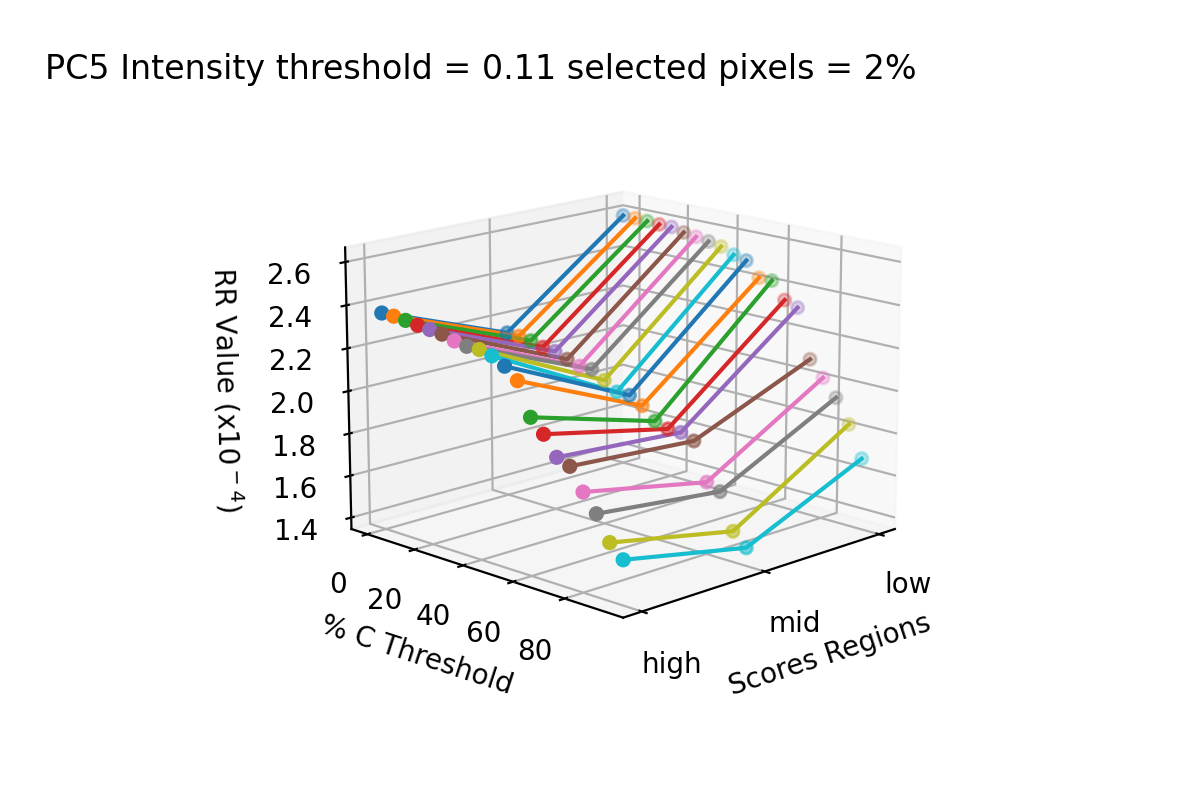 PC5 Intensity threshold = 0.11 selected pixels = 2%
RR Value (x10⁻⁴)
2.6
2.4
2.2
2.0
1.8
1.6
1.4
0
20
40
60
80
% C Threshold
low
mid
high
Scores Regions